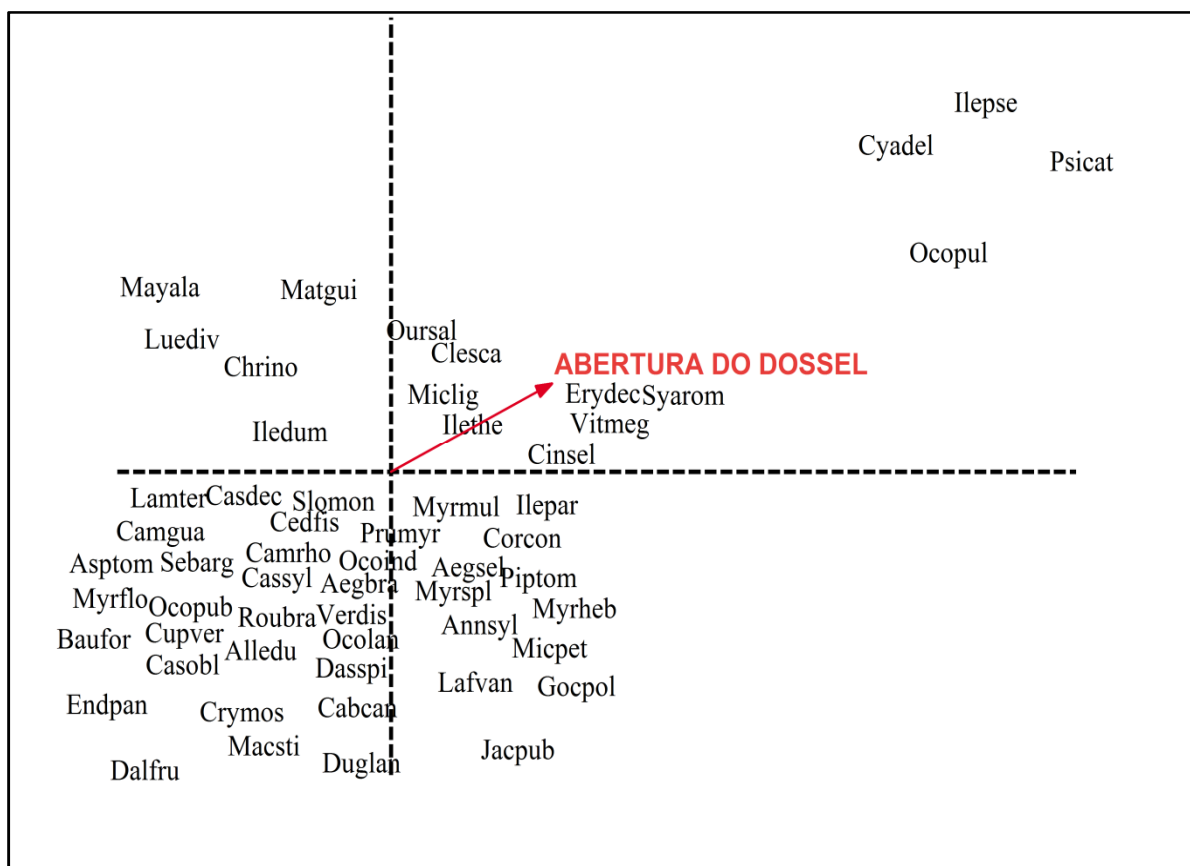 Ilepse
Cyadel
Psicat
Ocopul
Mayala
Matgui
Oursal
Luediv
Clesca
Chrino
ABERTURA DO DOSSEL
Miclig
Erydec
Syarom
Ilethe
Vitmeg
Iledum
Cinsel
Lamter
Casdec
Slomon
Myrmul
Ilepar
Camgua
Cedfis
Prumyr
Corcon
Asptom
Sebarg
Camrho
Ocoind
Aegsel
Cassyl
Aegbra
Piptom
Myrflo
Ocopub
Myrspl
Myrheb
Roubra
Verdis
Annsyl
Baufor
Cupver
Alledu
Ocolan
Micpet
Casobl
Dasspi
Lafvan
Gocpol
Endpan
Crymos
Cabcan
Macsti
Jacpub
Dalfru
Duglan